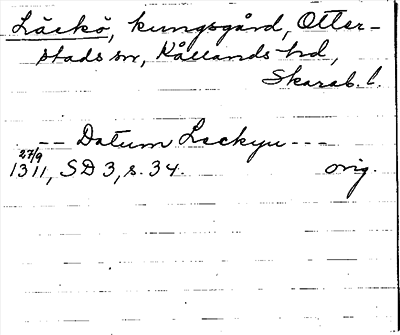 Läckö, kungsgård, Otter-
stads sn, Kållands hd,
Skarab. l.
-- Datum Leckyu ---
27/9
1311, SD 3, s. 34. orig.